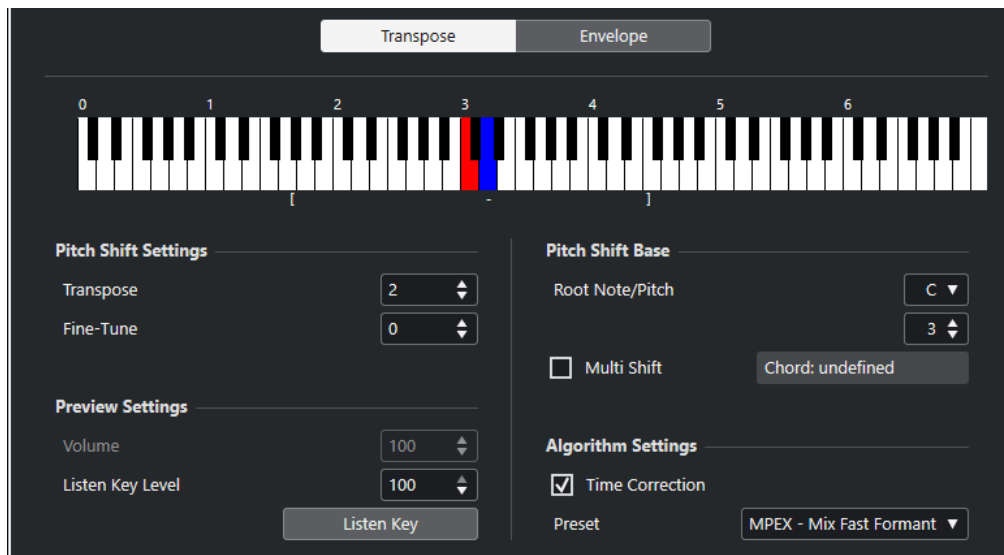 Transpose Envelope
0 1 2 3 4 5 6
[ - ]
Pitch Shift Settings
Transpose 2
Fine-Tune 0
Preview Settings
Volume 100
Listen Key Level 100
Listen Key
Pitch Shift Base
Root Note/Pitch C
3
Multi Shift Chord: undefined
Algorithm Settings
Time Correction
Preset MPEX - Mix Fast Formant